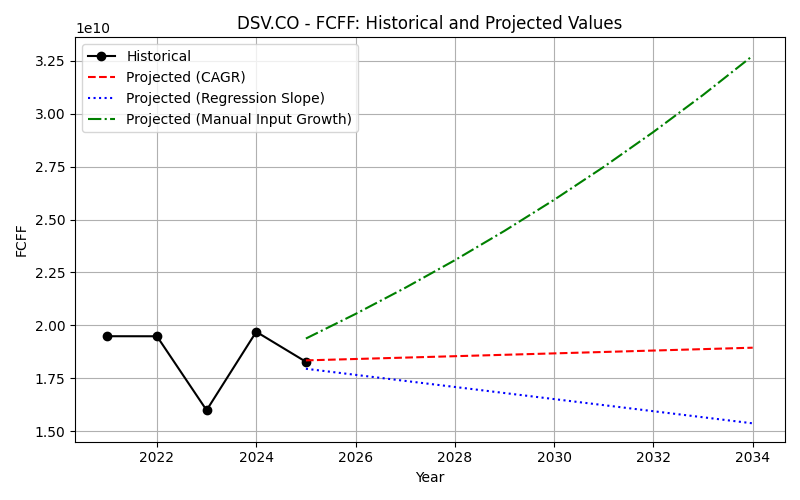 DSV.CO - FCFF: Historical and Projected Values
1e10
Historical
Projected (CAGR)
Projected (Regression Slope)
Projected (Manual Input Growth)
3.25
3.00
2.75
2.50
2.25
2.00
1.75
1.50
FCFF
2022 2024 2026 2028 2030 2032 2034
Year